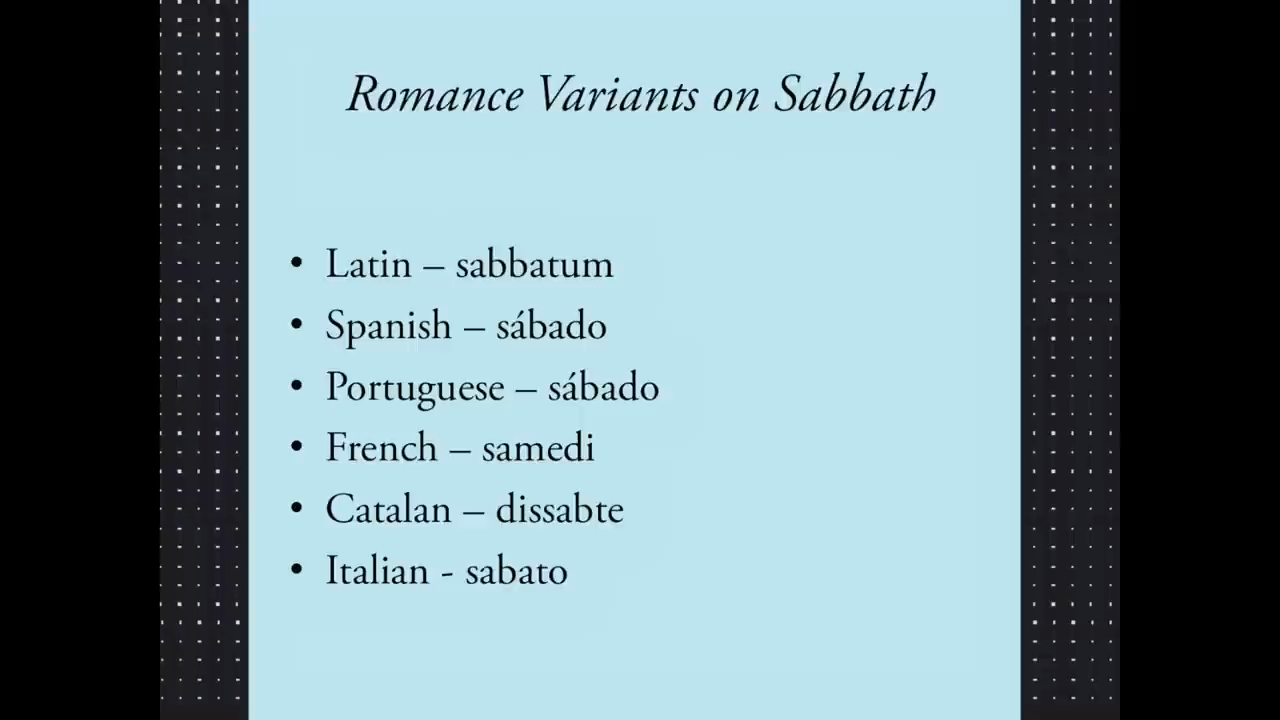 Romance Variants on Sabbath
• Latin – sabbatum
• Spanish – sábado
• Portuguese – sábado
• French – samedi
• Catalan – dissabte
• Italian - sabato